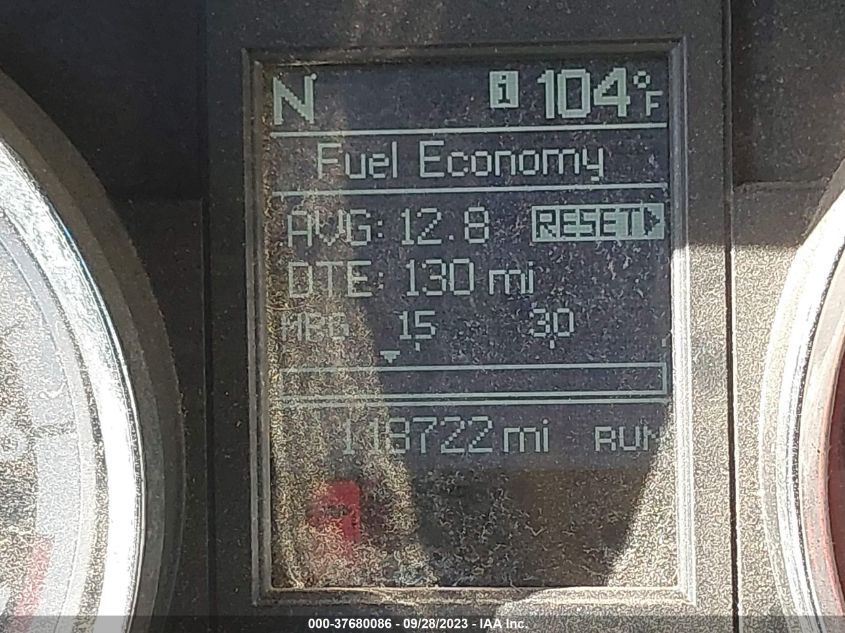 N i 104°F
Fuel Economy
AVG: 12.8 RESET
DTE: 130 mi
MPG 15 30
118722 mi RUN
000-37680086 - 09/28/2023 - IAA Inc.